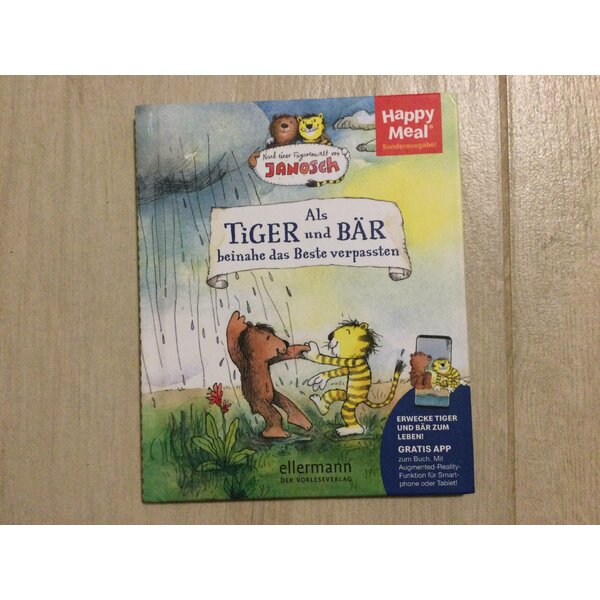 Happy
Meal®
Sonderausgabe!
Nach einer Figurenwelt von
JANOSCH
Als
TiGER und BÄR
beinahe das Beste verpassten
ERWECKE TIGER
UND BÄR ZUM
LEBEN!
GRATIS APP
zum Buch. Mit
Augmented-Reality-
Funktion für Smart-
phone oder Tablet!
ellermann
DER VORLESEVERLAG